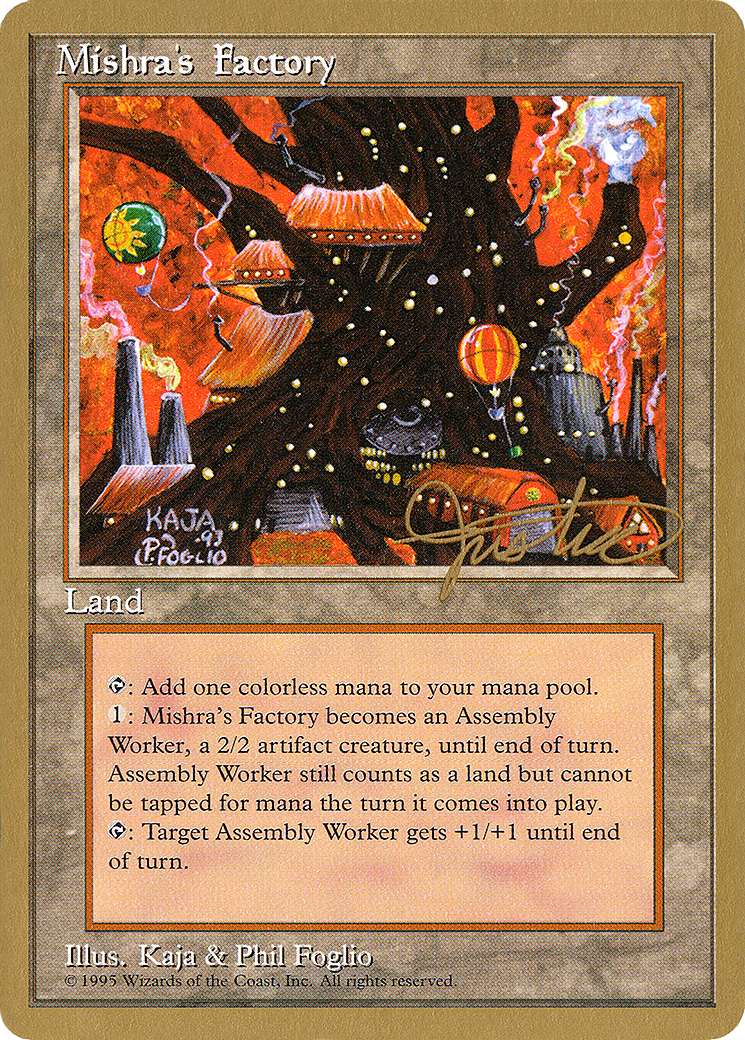 Mishra's Factory
KAJA
& '93
P.FOGLIO
Land
: Add one colorless mana to your mana pool.
1: Mishra's Factory becomes an Assembly
Worker, a 2/2 artifact creature, until end of turn.
Assembly Worker still counts as a land but cannot
be tapped for mana the turn it comes into play.
: Target Assembly Worker gets +1/+1 until end
of turn.
Illus. Kaja & Phil Foglio
© 1995 Wizards of the Coast, Inc. All rights reserved.